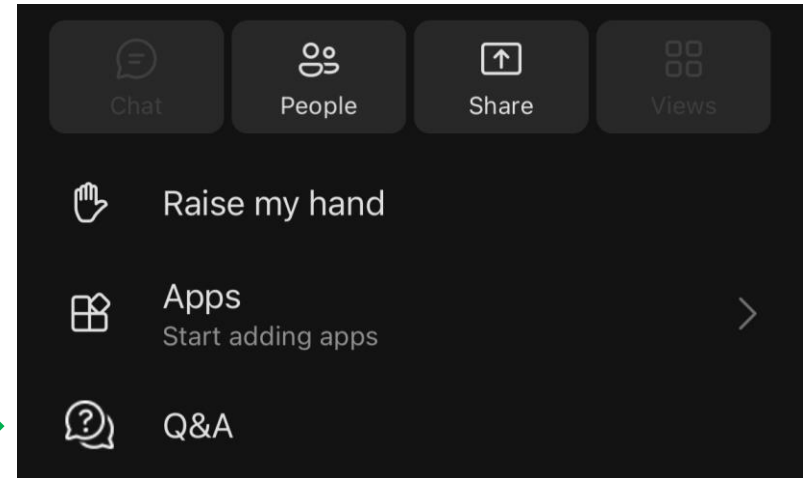 Chat
People
Share
Views
Raise my hand
Apps
Start adding apps
Q&A